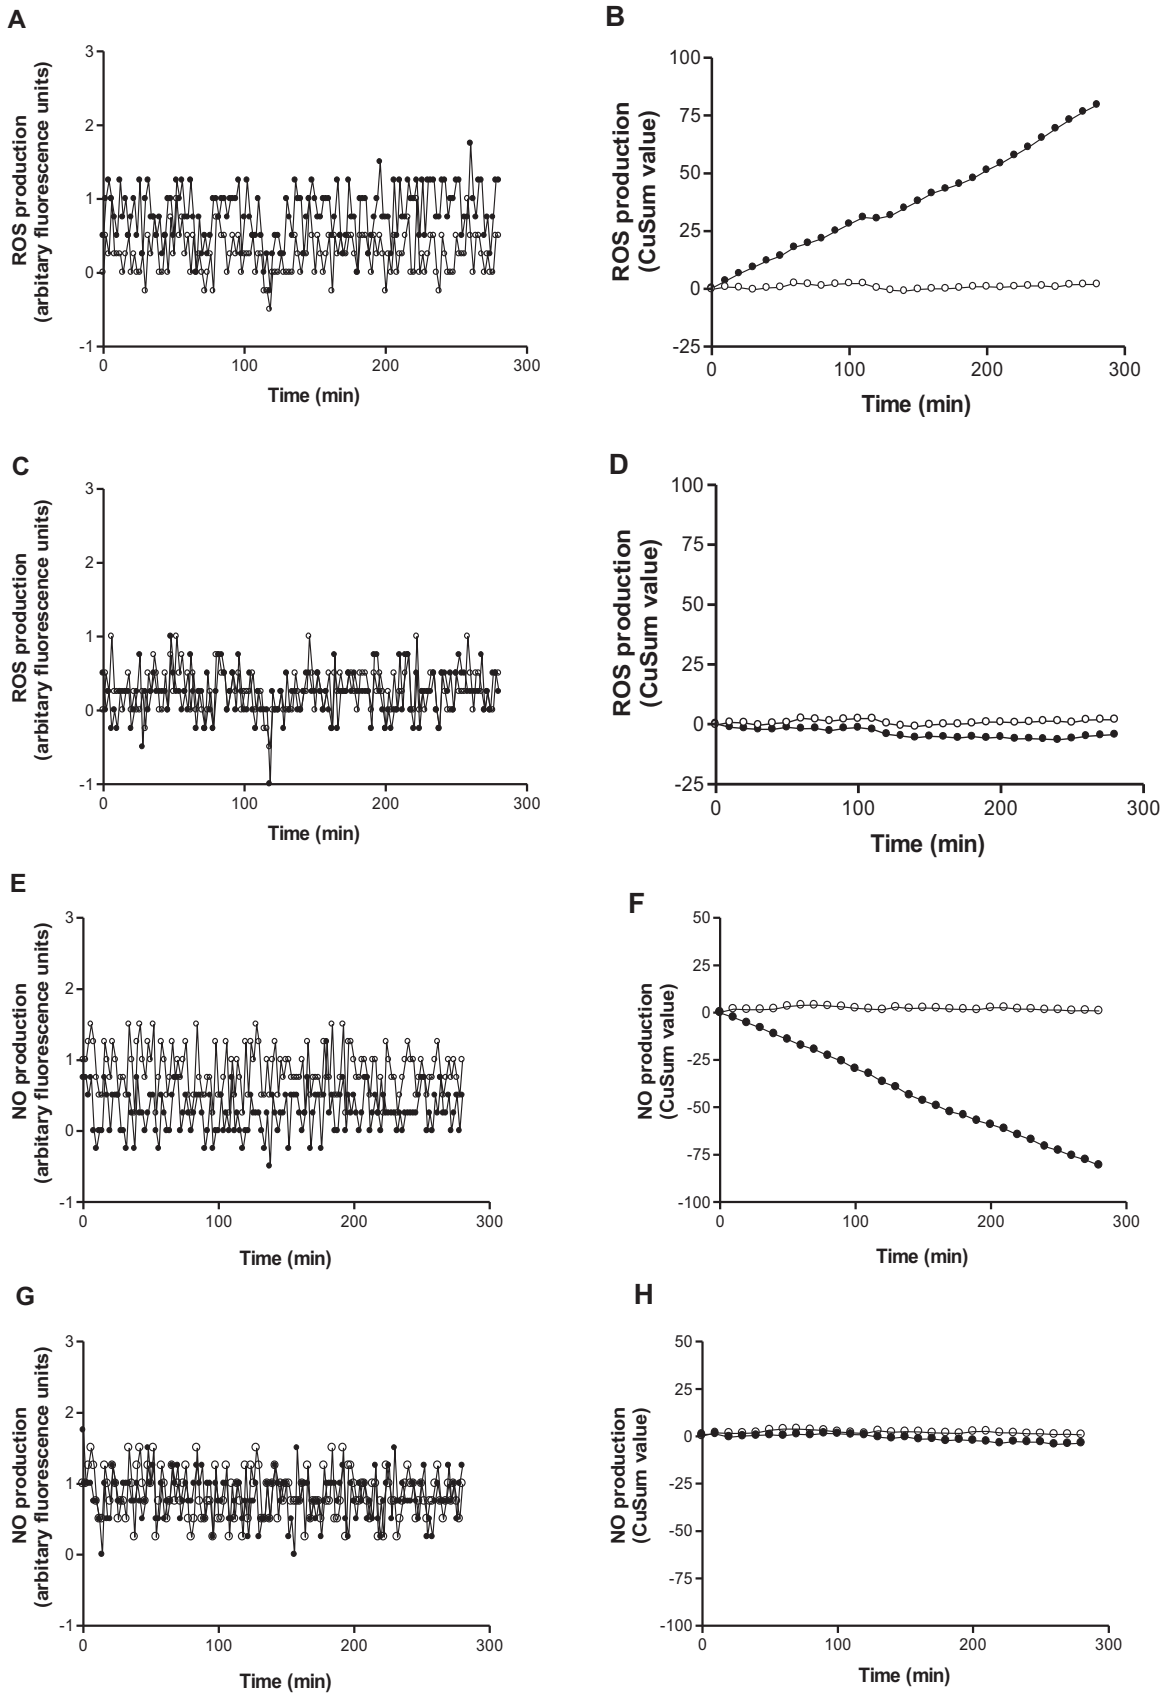 A
ROS production
(arbitary fluorescence units)
3
2
1
0
-1
0
100
200
300
Time (min)
B
ROS production
(CuSum value)
100
75
50
25
0
-25
0
100
200
300
Time (min)
C
ROS production
(arbitary fluorescence units)
3
2
1
0
-1
0
100
200
300
Time (min)
D
ROS production
(CuSum value)
100
75
50
25
0
-25
0
100
200
300
Time (min)
E
NO production
(arbitary fluorescence units)
3
2
1
0
-1
0
100
200
300
Time (min)
F
NO production
(CuSum value)
50
25
0
-25
-50
-75
-100
0
100
200
300
Time (min)
G
NO production
(arbitary fluorescence units)
3
2
1
0
-1
0
100
200
300
Time (min)
H
NO production
(CuSum value)
50
25
0
-25
-50
-75
-100
0
100
200
300
Time (min)